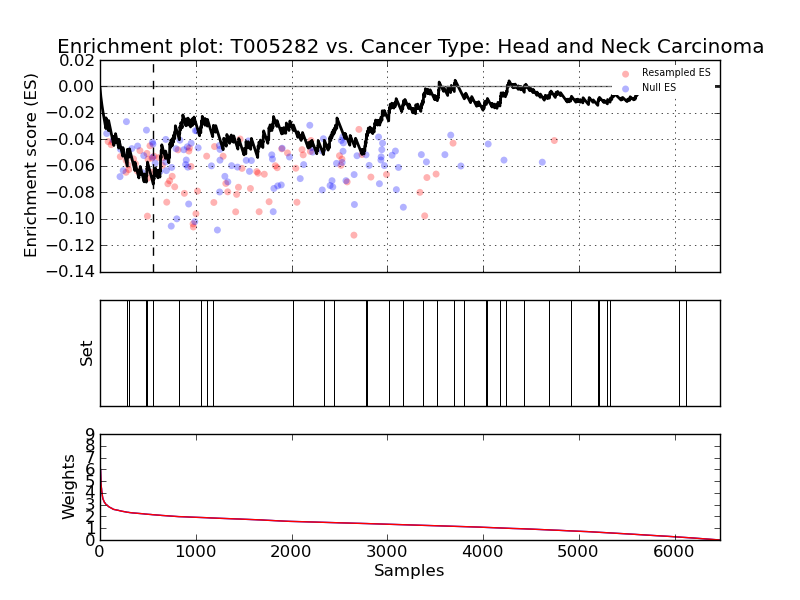 Enrichment plot: T005282 vs. Cancer Type: Head and Neck Carcinoma
Enrichment score (ES)
0.02
0.00
−0.02
−0.04
−0.06
−0.08
−0.10
−0.12
−0.14
Resampled ES
Null ES
Set
Weights
9
8
7
6
5
4
3
2
1
0
0 1000 2000 3000 4000 5000 6000
Samples